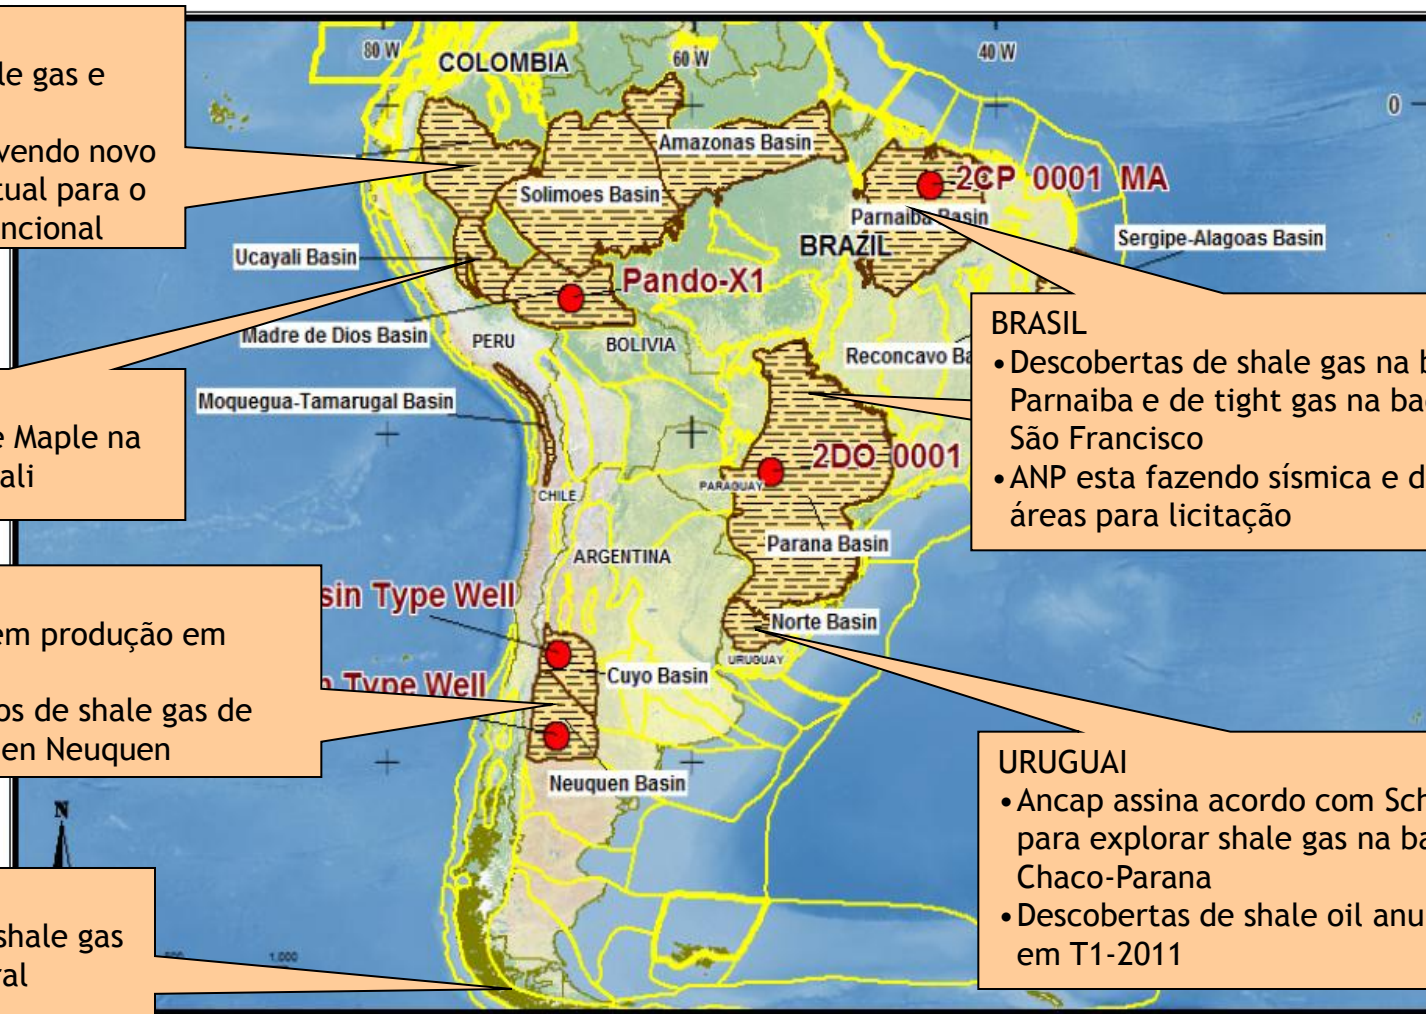 80 W
60 W
40 W
0
COLOMBIA
le gas e
vendo novo
tual para o
ncional
Amazonas Basin
Solimoes Basin
2CP 0001 MA
Parnaiba Basin
BRAZIL
Sergipe-Alagoas Basin
Ucayali Basin
Pando-X1
Madre de Dios Basin
PERU
BOLIVIA
Reconcavo Ba
BRASIL
•Descobertas de shale gas na b
Parnaiba e de tight gas na ba
São Francisco
•ANP esta fazendo sísmica e d
áreas para licitação
Moquegua-Tamarugal Basin
e Maple na
ali
2DO 0001
PARAGUAY
CHILE
ARGENTINA
Parana Basin
sin Type Well
Norte Basin
URUGUAY
em produção em
os de shale gas de
en Neuquen
Cuyo Basin
n Type Well
Neuquen Basin
URUGUAI
•Ancap assina acordo com Sch
para explorar shale gas na ba
Chaco-Parana
•Descobertas de shale oil anu
em T1-2011
N
shale gas
ral
1.000